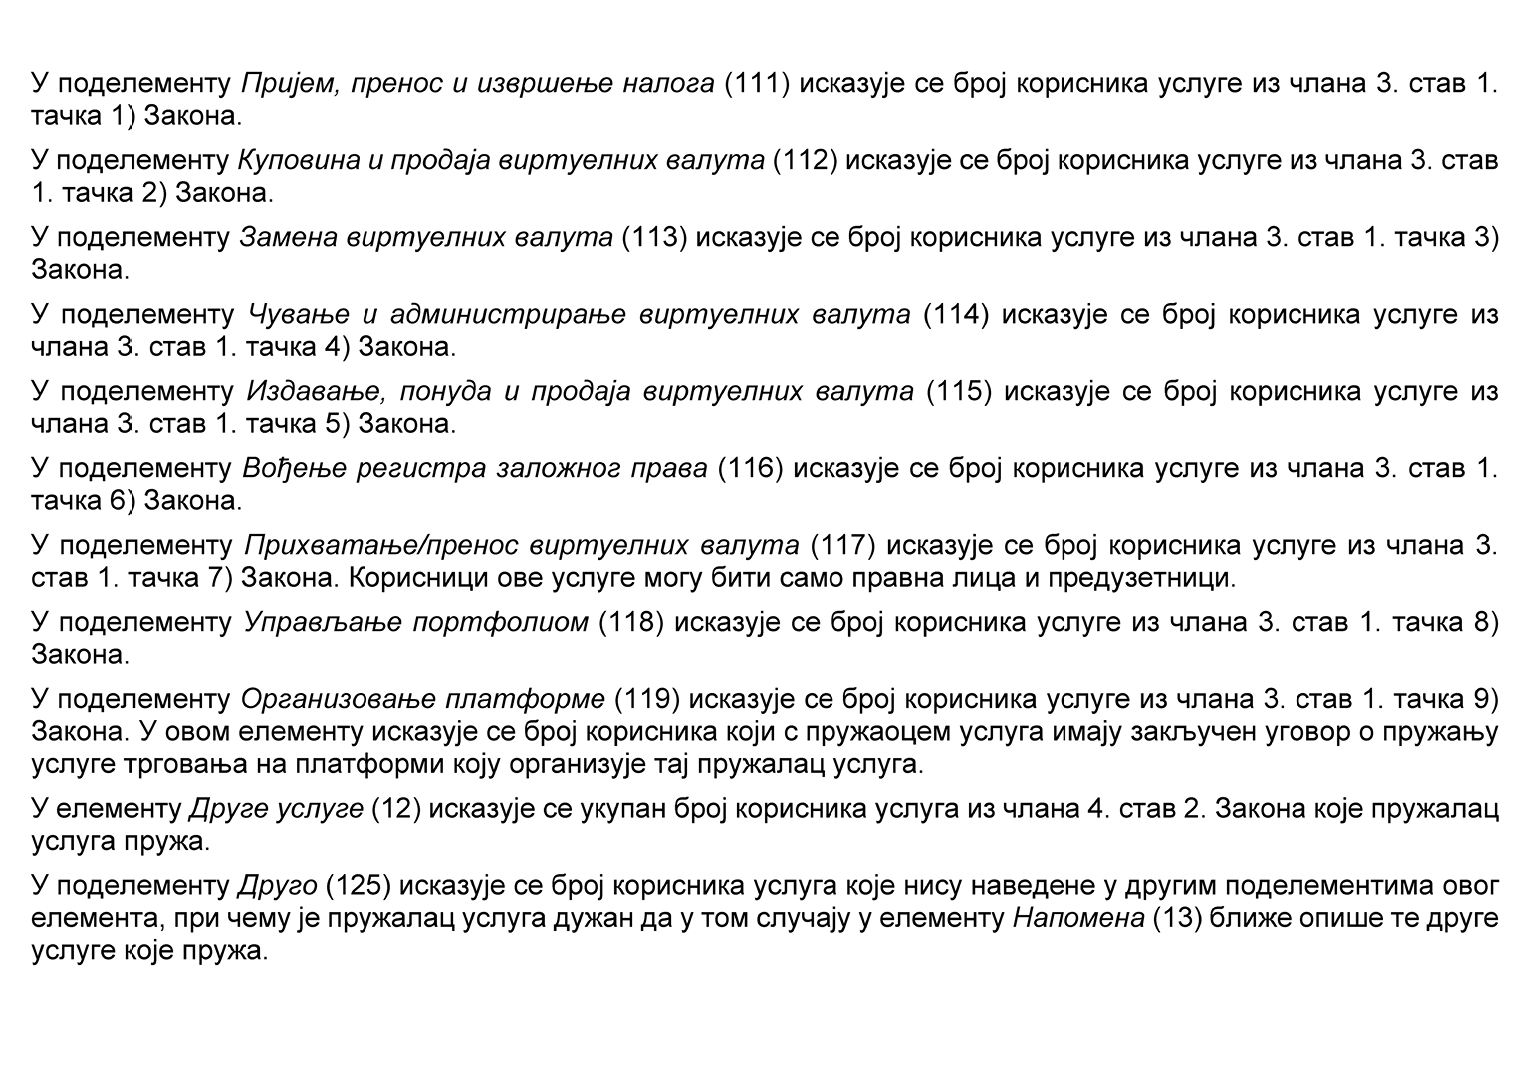 У поделементу Пријем, пренос и извршење налога (111) исказује се број корисника услуге из члана 3. став 1.
тачка 1) Закона.
У поделементу Куповина и продаја виртуелних валута (112) исказује се број корисника услуге из члана 3. став
1. тачка 2) Закона.
У поделементу Замена виртуелних валута (113) исказује се број корисника услуге из члана 3. став 1. тачка 3)
Закона.
У поделементу Чување и администрирање виртуелних валута (114) исказује се број корисника услуге из
члана 3. став 1. тачка 4) Закона.
У поделементу Издавање, понуда и продаја виртуелних валута (115) исказује се број корисника услуге из
члана 3. став 1. тачка 5) Закона.
У поделементу Вођење регистра заложног права (116) исказује се број корисника услуге из члана 3. став 1.
тачка 6) Закона.
У поделементу Прихватање/пренос виртуелних валута (117) исказује се број корисника услуге из члана 3.
став 1. тачка 7) Закона. Корисници ове услуге могу бити само правна лица и предузетници.
У поделементу Управљање портфолиом (118) исказује се број корисника услуге из члана 3. став 1. тачка 8)
Закона.
У поделементу Организовање платформе (119) исказује се број корисника услуге из члана 3. став 1. тачка 9)
Закона. У овом елементу исказује се број корисника који с пружаоцем услуга имају закључен уговор о пружању
услуге трговања на платформи коју организује тај пружалац услуга.
У елементу Друге услуге (12) исказује се укупан број корисника услуга из члана 4. став 2. Закона које пружалац
услуга пружа.
У поделементу Друго (125) исказује се број корисника услуга које нису наведене у другим поделементима овог
елемента, при чему је пружалац услуга дужан да у том случају у елементу Напомена (13) ближе опише те друге
услуге које пружа.